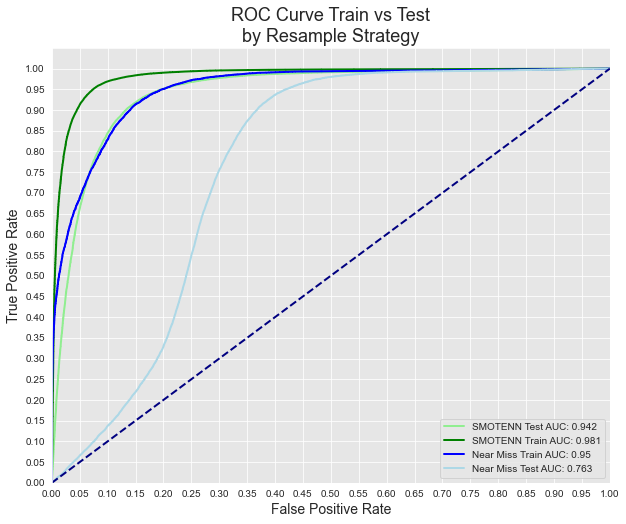 ROC Curve Train vs Test
by Resample Strategy
True Positive Rate
1.00
0.95
0.90
0.85
0.80
0.75
0.70
0.65
0.60
0.55
0.50
0.45
0.40
0.35
0.30
0.25
0.20
0.15
0.10
0.05
0.00
SMOTENN Test AUC: 0.942
SMOTENN Train AUC: 0.981
Near Miss Train AUC: 0.95
Near Miss Test AUC: 0.763
0.00 0.05 0.10 0.15 0.20 0.25 0.30 0.35 0.40 0.45 0.50 0.55 0.60 0.65 0.70 0.75 0.80 0.85 0.90 0.95 1.00
False Positive Rate